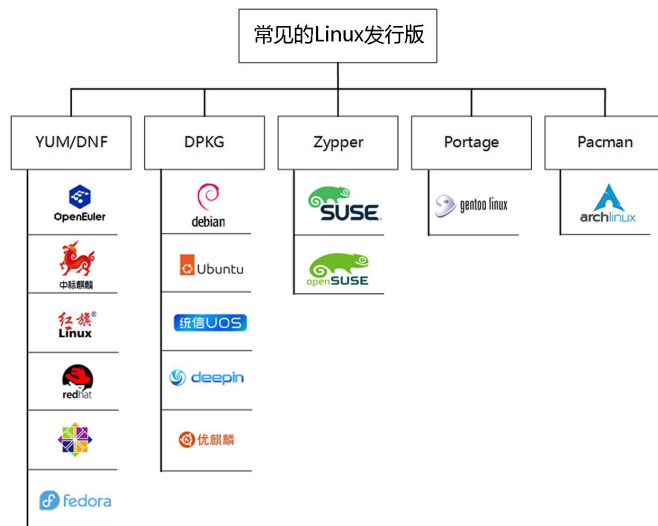 常见的Linux发行版
YUM/DNF
DPKG
Zypper
Portage
Pacman
OpenEuler
中标麒麟
红旗®
Linux
redhat
fedora
debian
Ubuntu
统信UOS
deepin
优麒麟
SUSE
openSUSE
gentoo linux
archlinux